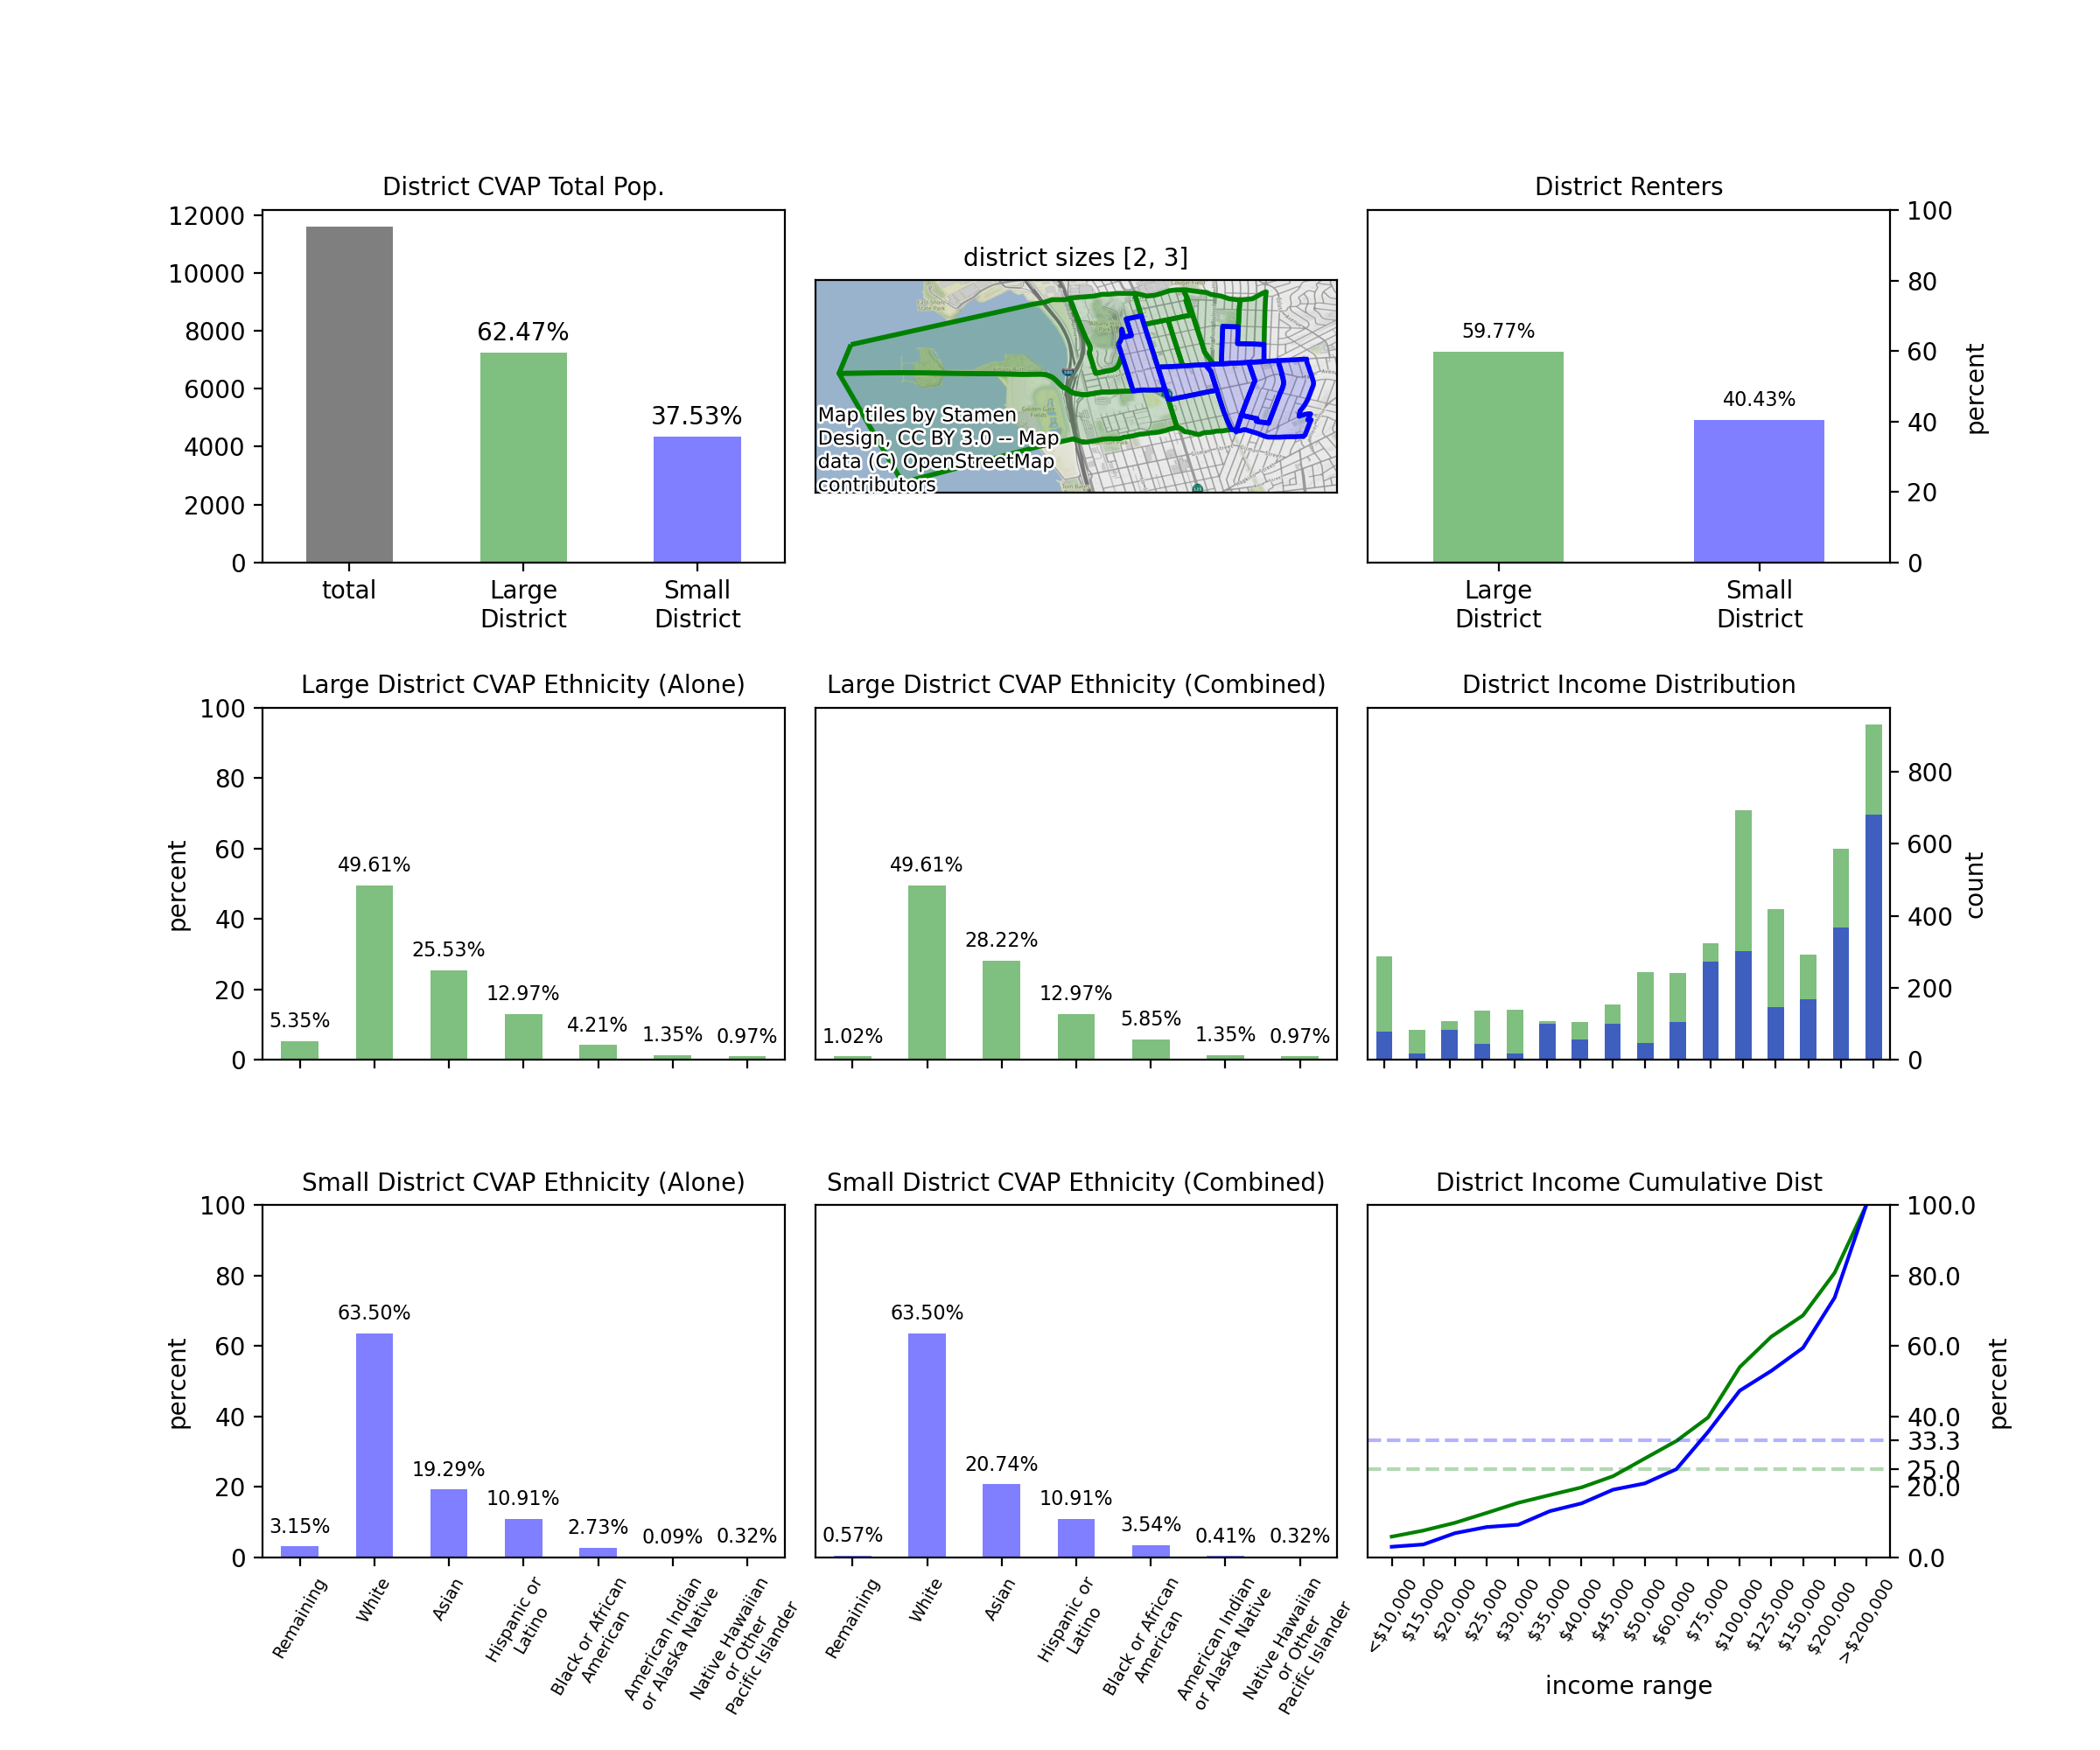 District CVAP Total Pop.
12000
10000
8000
6000
4000
2000
0
62.47%
37.53%
total
Large
District
Small
District
district sizes [2, 3]
Map tiles by Stamen
Design, CC BY 3.0 -- Map
data (C) OpenStreetMap
contributors
District Renters
59.77%
40.43%
100
80
60
40
20
0
percent
Large
District
Small
District
Large District CVAP Ethnicity (Alone)
percent
100
80
60
40
20
0
5.35%
49.61%
25.53%
12.97%
4.21%
1.35%
0.97%
Large District CVAP Ethnicity (Combined)
1.02%
49.61%
28.22%
12.97%
5.85%
1.35%
0.97%
District Income Distribution
800
600
400
200
0
count
Small District CVAP Ethnicity (Alone)
percent
100
80
60
40
20
0
3.15%
63.50%
19.29%
10.91%
2.73%
0.09%
0.32%
Remaining
White
Asian
Hispanic or
Latino
Black or African
American
American Indian
or Alaska Native
Native Hawaiian
or Other
Pacific Islander
Small District CVAP Ethnicity (Combined)
0.57%
63.50%
20.74%
10.91%
3.54%
0.41%
0.32%
Remaining
White
Asian
Hispanic or
Latino
Black or African
American
American Indian
or Alaska Native
Native Hawaiian
or Other
Pacific Islander
District Income Cumulative Dist
100.0
80.0
60.0
40.0
33.3
25.0
20.0
0.0
percent
<$10,000
$15,000
$20,000
$25,000
$30,000
$35,000
$40,000
$45,000
$50,000
$60,000
$75,000
$100,000
$125,000
$150,000
$200,000
>$200,000
income range